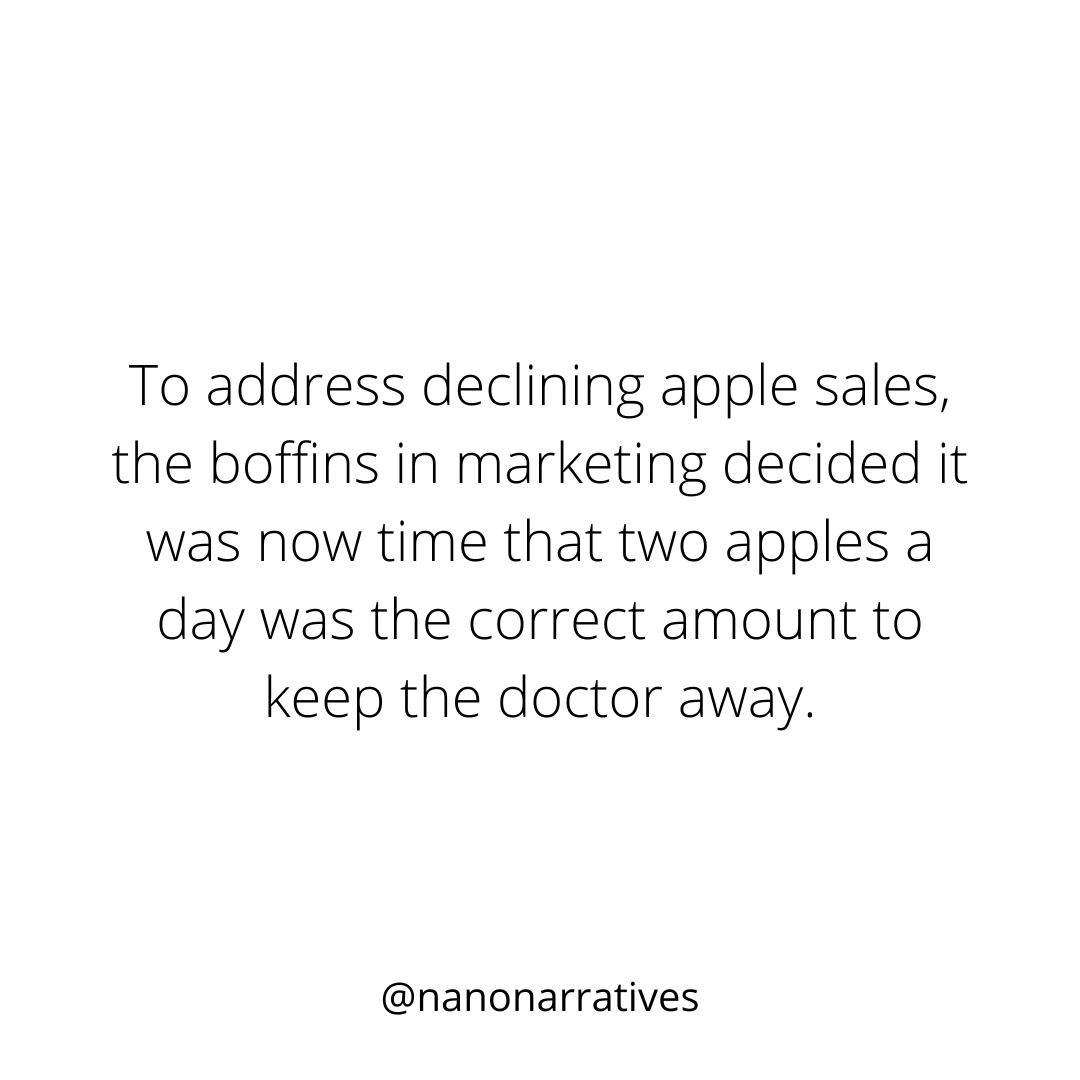 To address declining apple sales,
the boffins in marketing decided it
was now time that two apples a
day was the correct amount to
keep the doctor away.
@nanonarratives